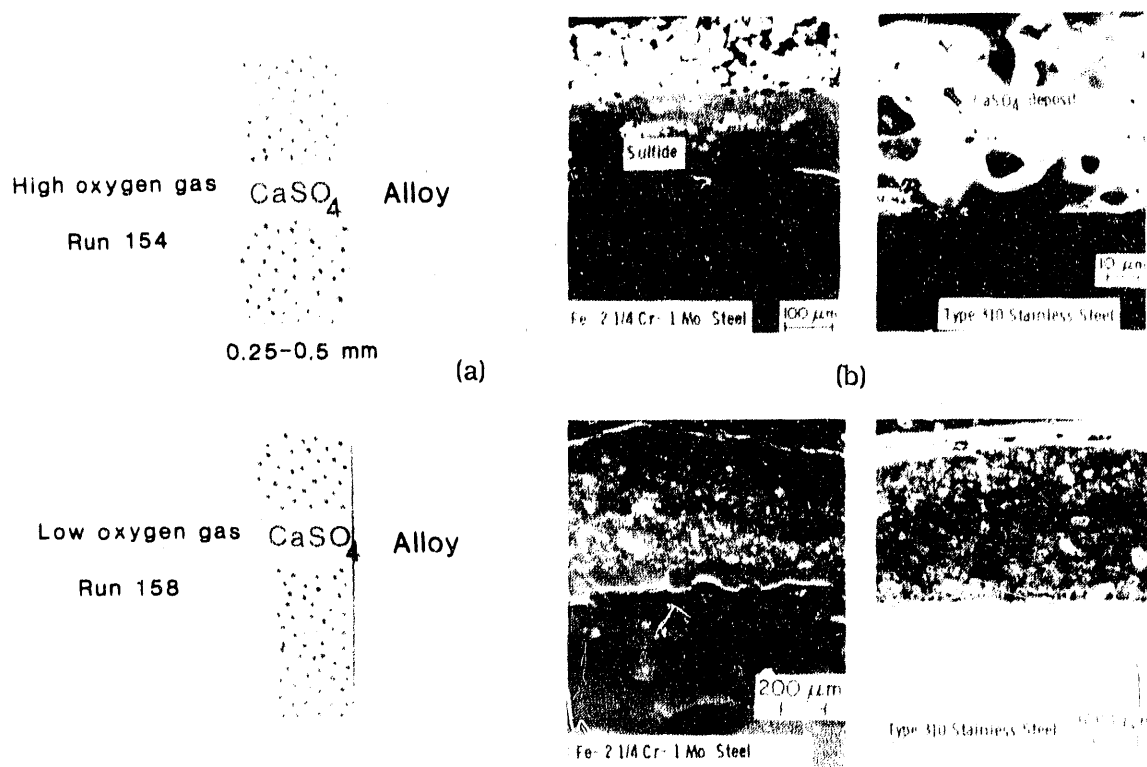 High oxygen gas
CaSO4
Alloy
Run 154
0.25-0.5 mm
(a)
Sulfide
Fe- 2 1/4 Cr- 1 Mo Steel
100 µm
CaSO4 deposit
10 µm
Type 310 Stainless Steel
(b)
Low oxygen gas
CaSO4
Alloy
Run 158
200 µm
Fe- 2 1/4 Cr- 1 Mo Steel
Type 310 Stainless Steel